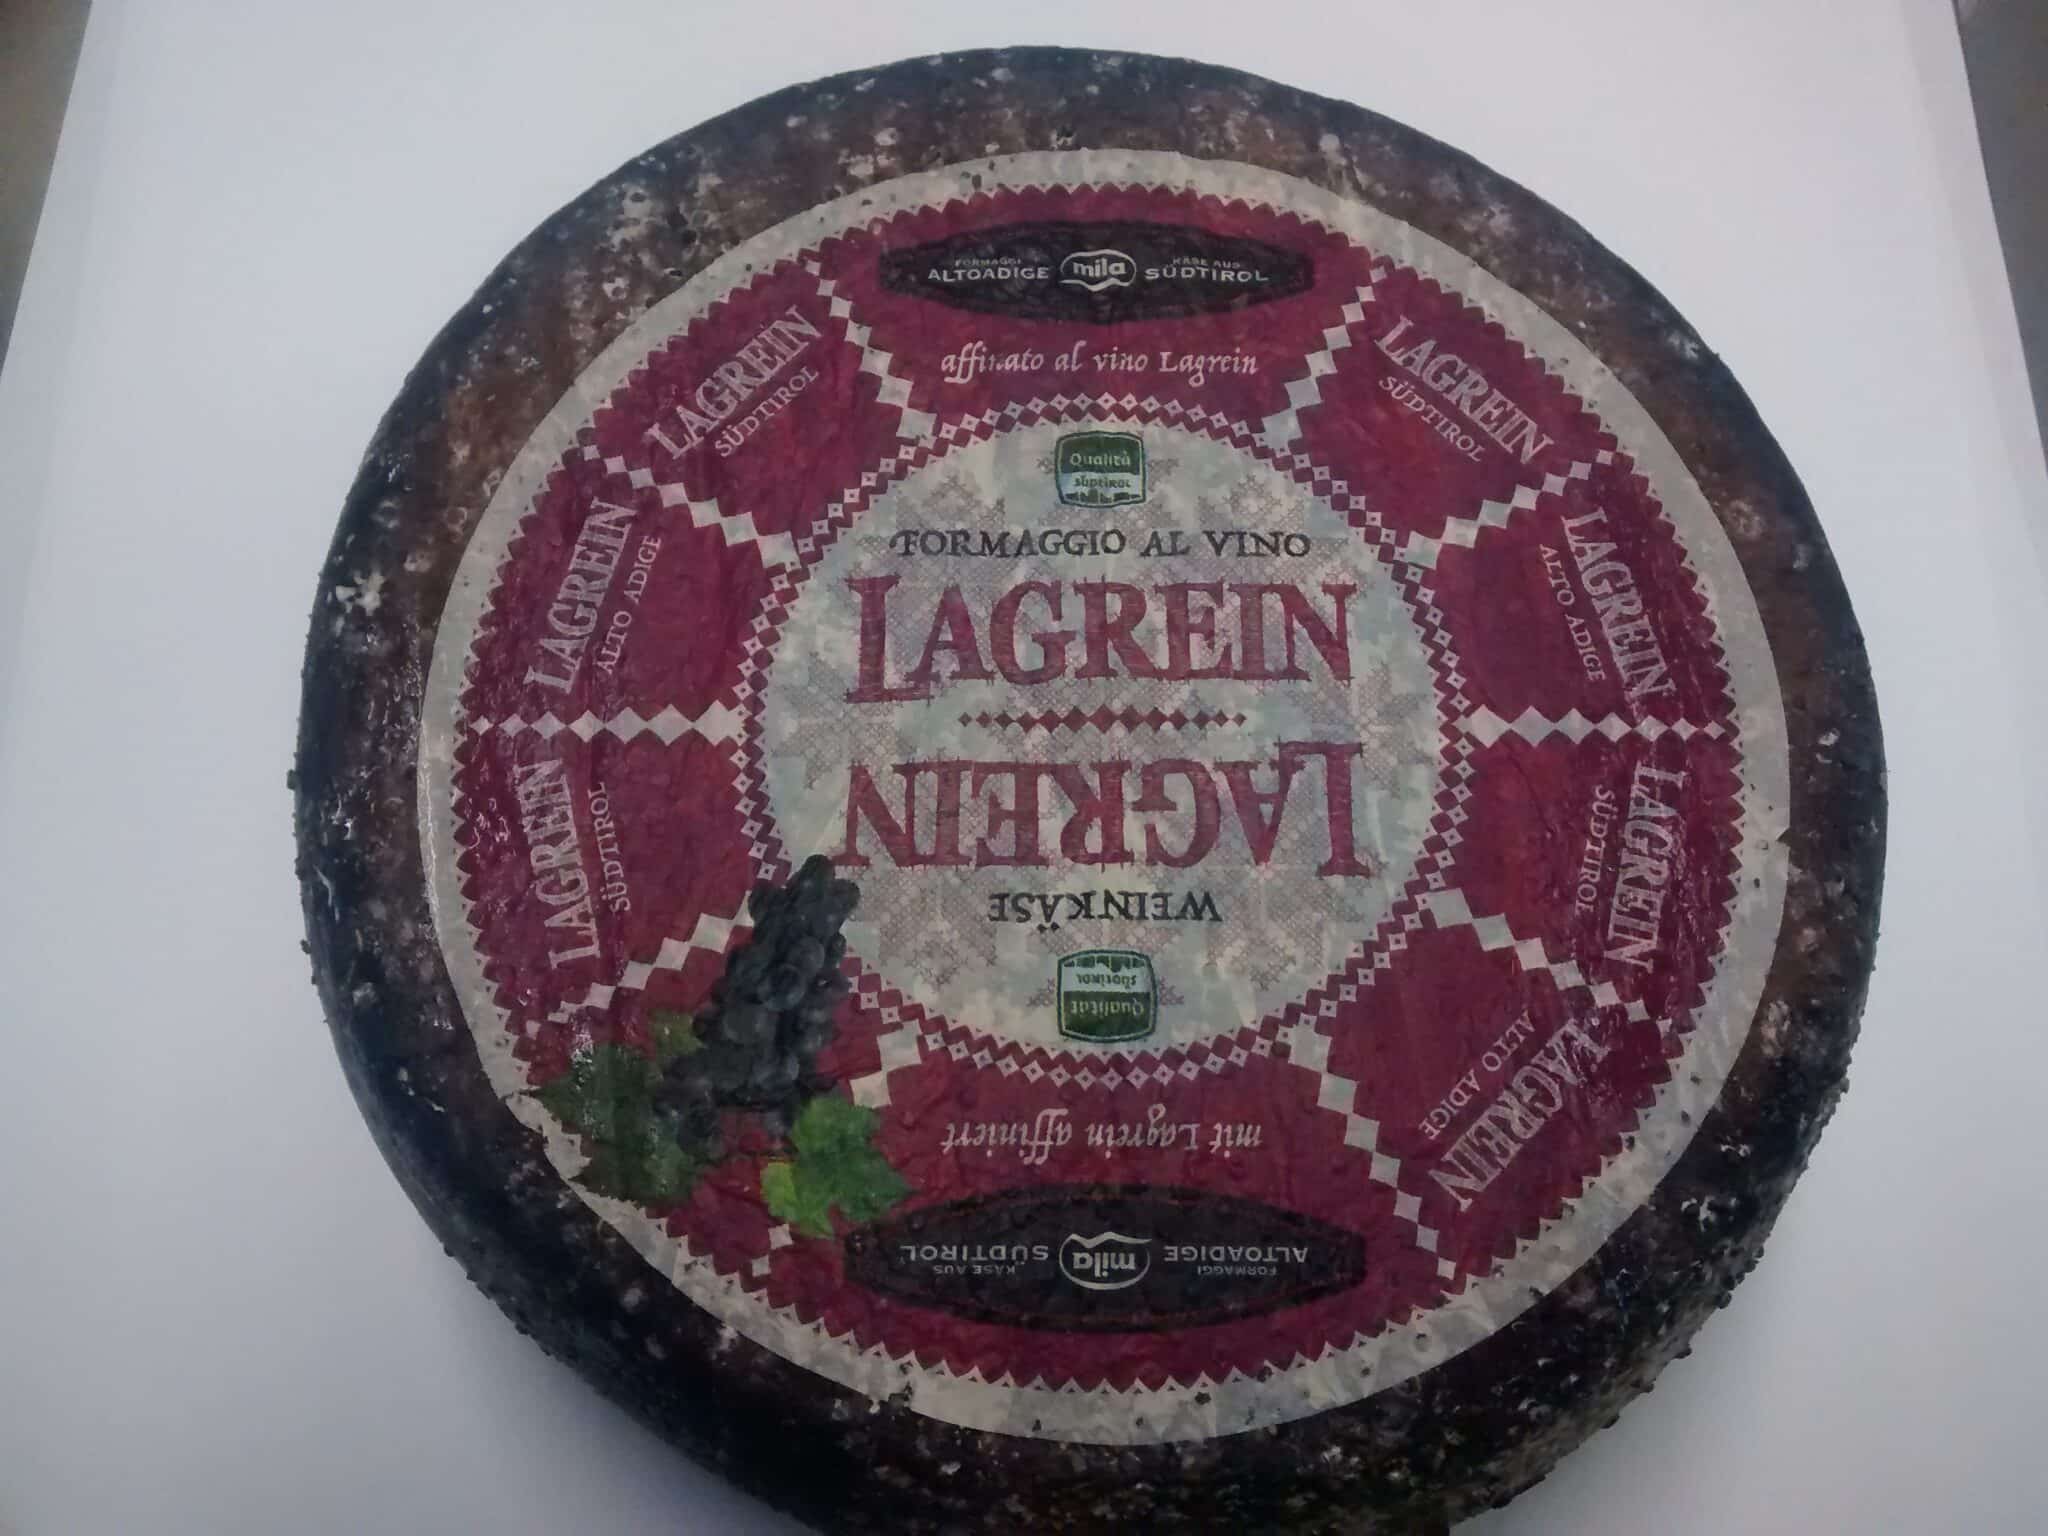 FORMAGGI KÄSE AUS
ALTOADIGE mila SÜDTIROL
affinato al vino Lagrein
LAGREIN
SÜDTIROL
LAGREIN
SÜDTIROL
LAGREIN
ALTO ADIGE
LAGREIN
ALTO ADIGE
Qualità
SÜDTIROL
FORMAGGIO AL VINO
LAGREIN
LAGREIN
WEINKÄSE
Qualität
SÜDTIROL
LAGREIN
SÜDTIROL
LAGREIN
SÜDTIROL
LAGREIN
ALTO ADIGE
mit Lagrein affiniert
FORMAGGI KÄSE AUS
ALTOADIGE mila SÜDTIROL